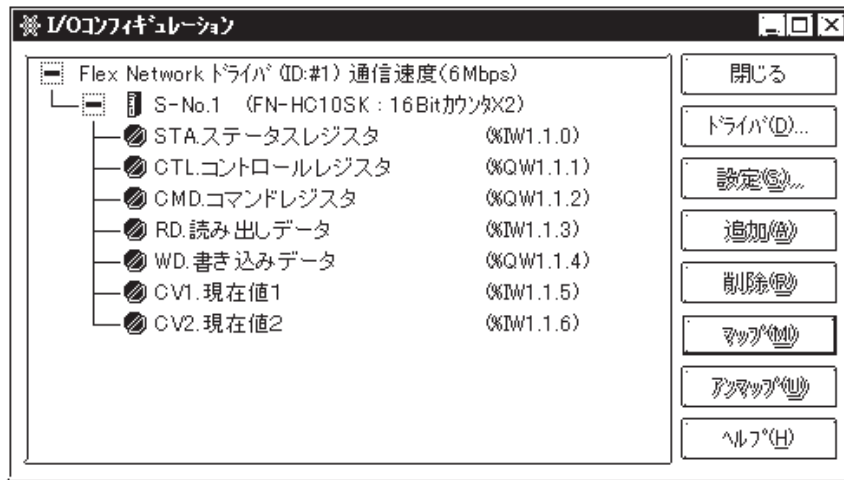 I/Oコンフィギュレーション
Flex Network ドライバ (ID:#1) 通信速度(6Mbps)
S-No.1 (FN-HC10SK : 16BitカウンタX2)
STA.ステータスレジスタ (%IW1.1.0)
CTL.コントロールレジスタ (%QW1.1.1)
CMD.コマンドレジスタ (%QW1.1.2)
RD.読み出しデータ (%IW1.1.3)
WD.書き込みデータ (%QW1.1.4)
CV1.現在値1 (%IW1.1.5)
CV2.現在値2 (%IW1.1.6)
閉じる
ドライバ(D)...
設定(S)...
追加(A)
削除(R)
マップ(M)
アンマップ(U)
ヘルプ(H)